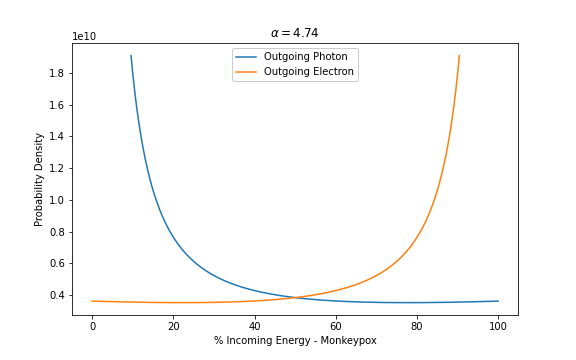 α = 4.74
1e10
Outgoing Photon
Outgoing Electron
Probability Density
1.8
1.6
1.4
1.2
1.0
0.8
0.6
0.4
0 20 40 60 80 100
% Incoming Energy - Monkeypox